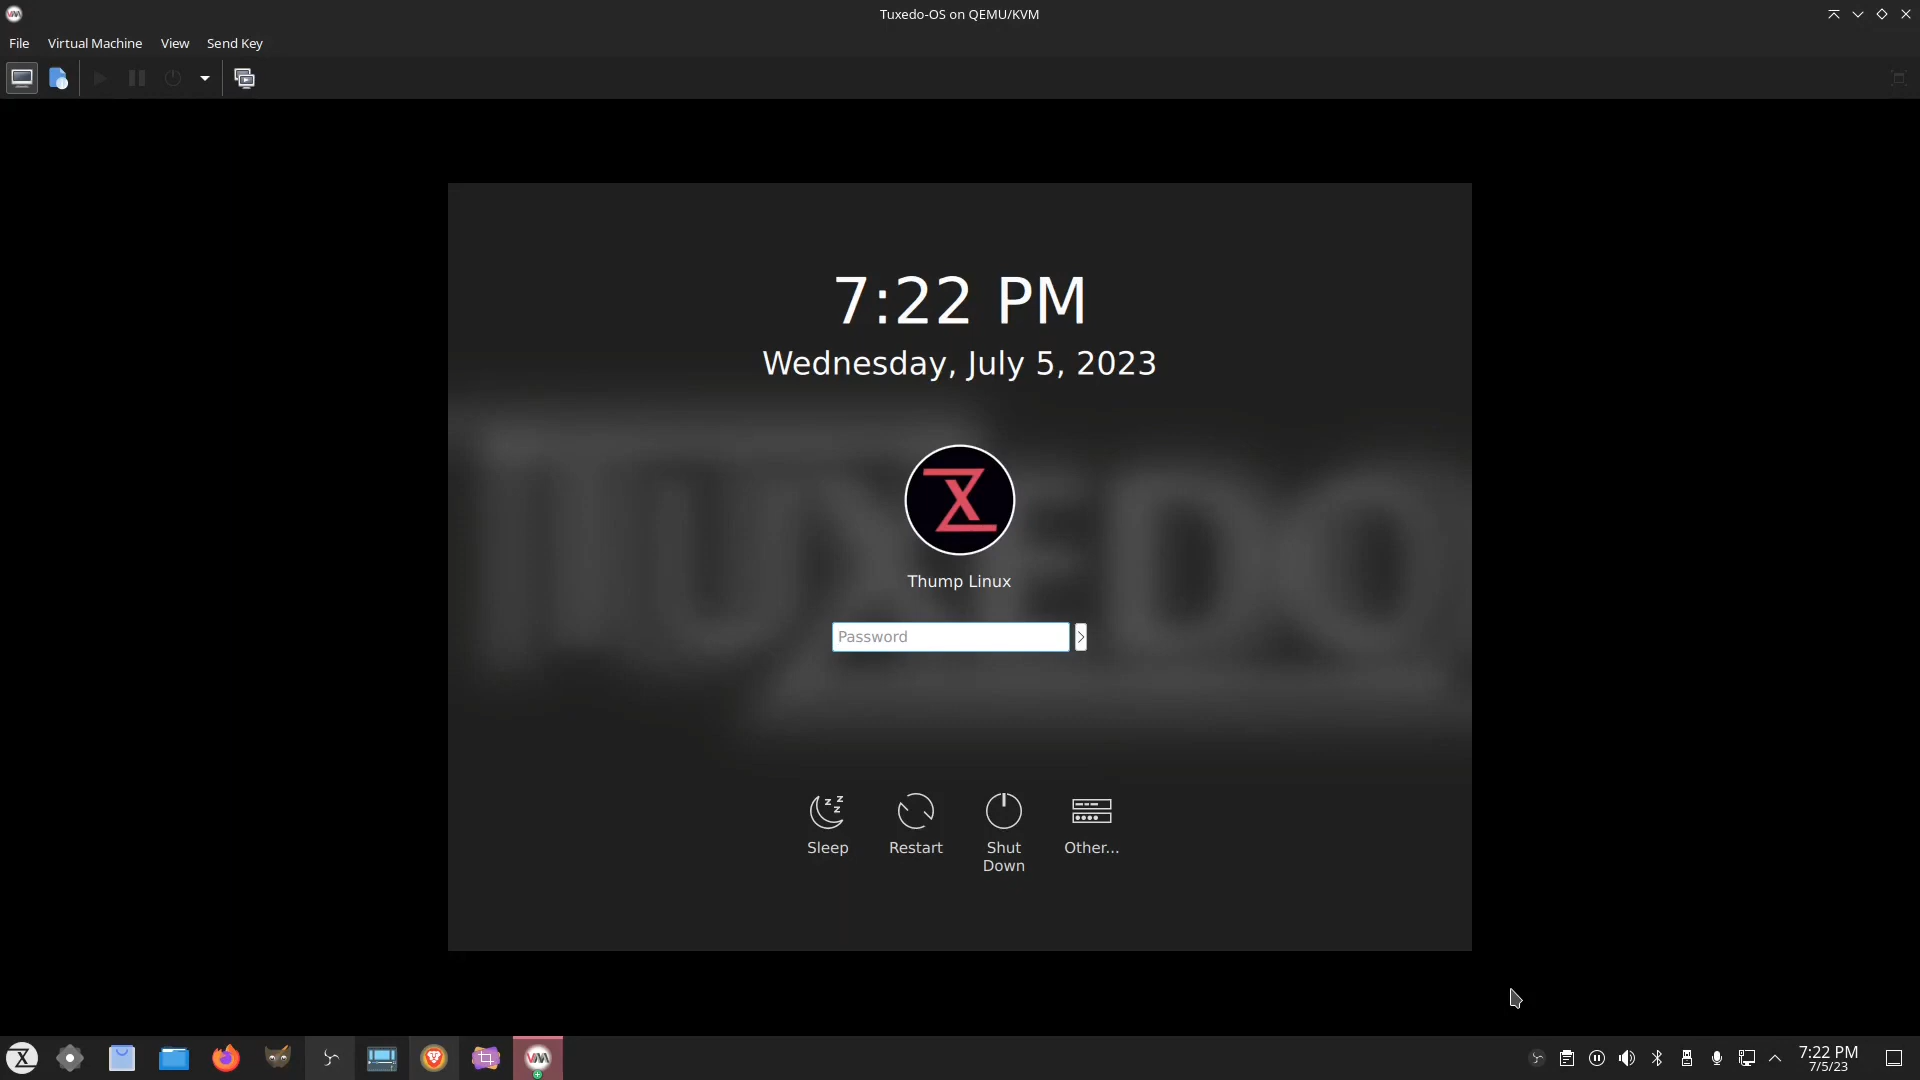 Tuxedo-OS on QEMU/KVM
File Virtual Machine View Send Key
7:22 PM
Wednesday, July 5, 2023
TUXEDO
Thump Linux
Password
Sleep Restart Shut Down Other...
7:22 PM
7/5/23